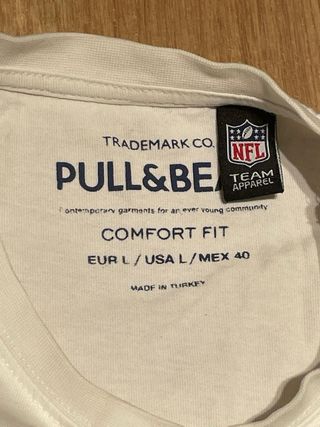 TRADEMARK CO.
PULL&BE
Contemporary garments for an ever young community
COMFORT FIT
EUR L / USA L / MEX 40
MADE IN TURKEY
NFL
TEAM
APPAREL